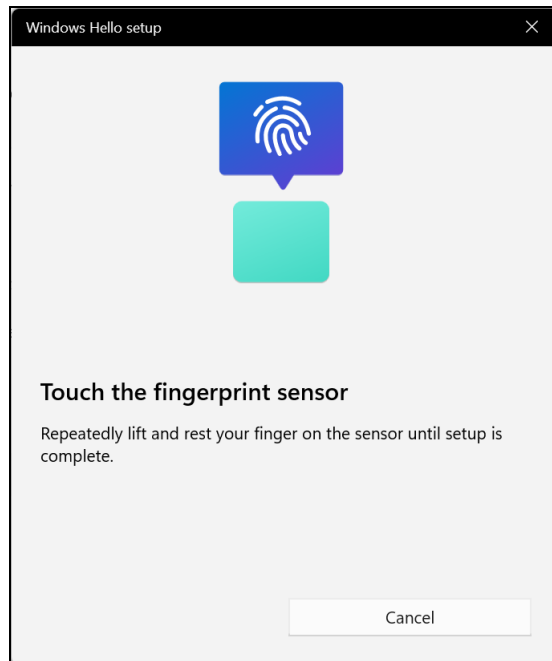 Windows Hello setup
Touch the fingerprint sensor
Repeatedly lift and rest your finger on the sensor until setup is
complete.
Cancel